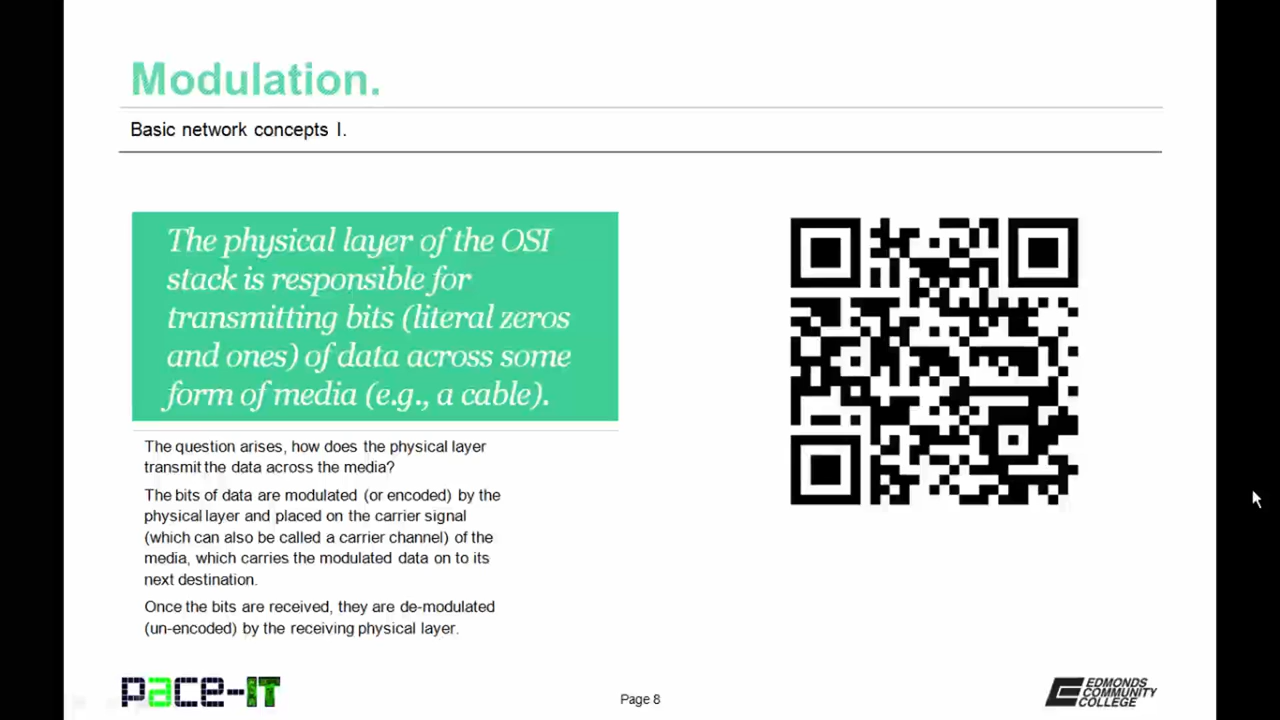 Modulation.
Basic network concepts I.
The physical layer of the OSI
stack is responsible for
transmitting bits (literal zeros
and ones) of data across some
form of media (e.g., a cable).
The question arises, how does the physical layer
transmit the data across the media?
The bits of data are modulated (or encoded) by the
physical layer and placed on the carrier signal
(which can also be called a carrier channel) of the
media, which carries the modulated data on to its
next destination.
Once the bits are received, they are de-modulated
(un-encoded) by the receiving physical layer.
pace-IT
Page 8
EDMONDS
COMMUNITY
COLLEGE